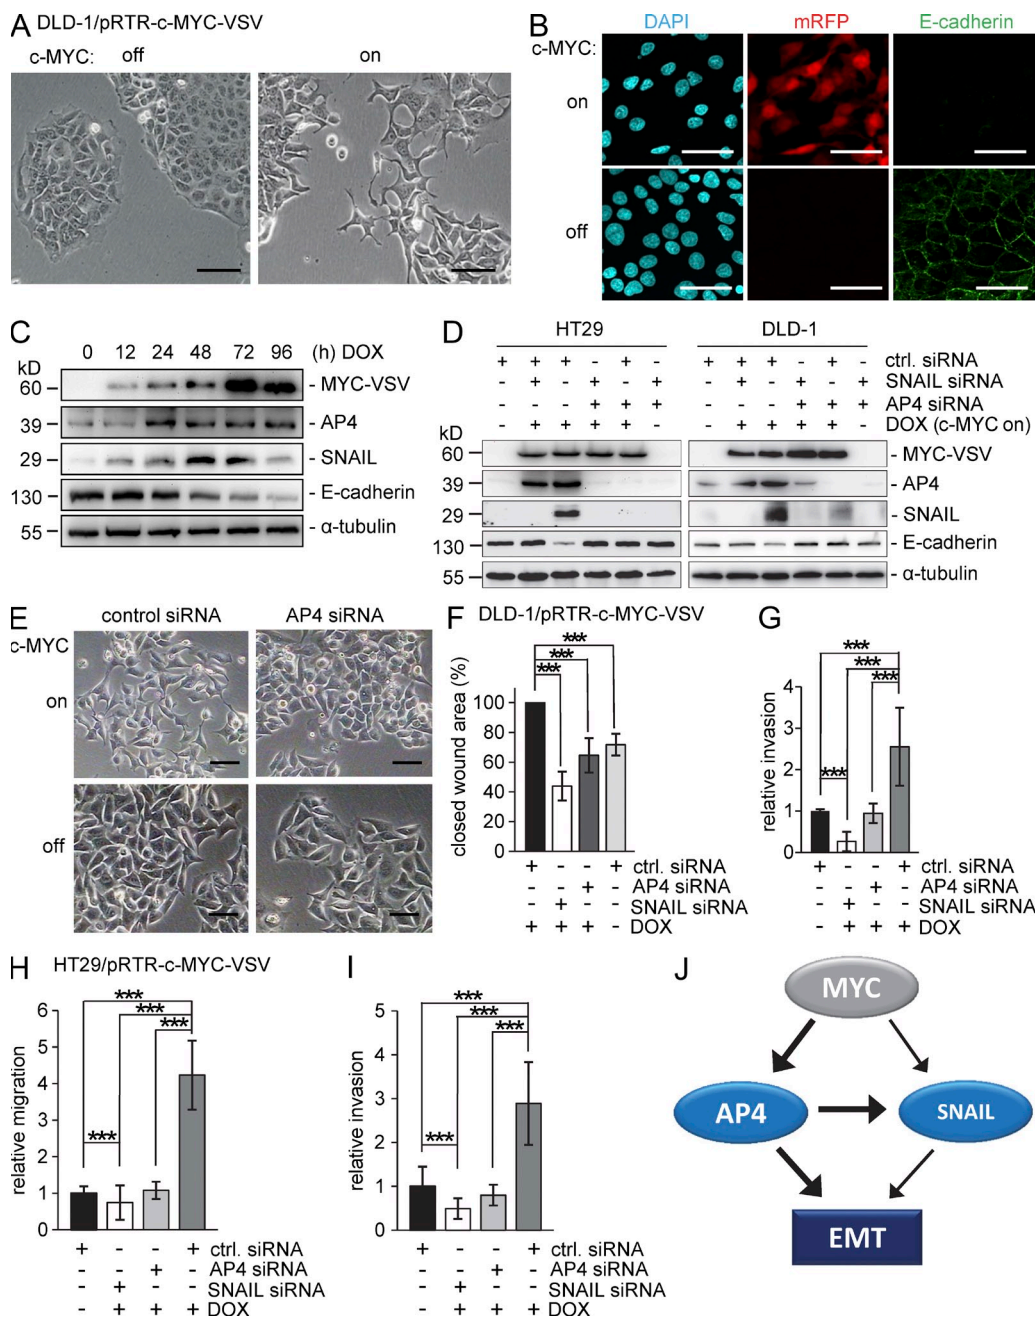 A DLD-1/pRTR-c-MYC-VSV
c-MYC: off on
B DAPI mRFP E-cadherin
c-MYC:
on
off
C
0 12 24 48 72 96 (h) DOX
kD
60 - MYC-VSV
39 - AP4
29 - SNAIL
130 - E-cadherin
55 - α-tubulin
D HT29 DLD-1
+ + + - + - + + + - + - ctrl. siRNA
- + - + - + - + - + - + SNAIL siRNA
- - - + + + - - - + + + AP4 siRNA
- + + + + - - + + + + - DOX (c-MYC on)
kD
60 - MYC-VSV
39 - AP4
29 - SNAIL
130 - E-cadherin
55 - α-tubulin
E control siRNA AP4 siRNA
c-MYC
on
off
F DLD-1/pRTR-c-MYC-VSV
closed wound area (%)
100
80
60
40
20
0
*** *** ***
+ - - + ctrl. siRNA
- - + - AP4 siRNA
- + - - SNAIL siRNA
+ + + - DOX
G
relative invasion
4
3
2
1
0
*** *** *** ***
+ - - + ctrl. siRNA
- - + - AP4 siRNA
- + - - SNAIL siRNA
- + + + DOX
H HT29/pRTR-c-MYC-VSV
relative migration
6
5
4
3
2
1
0
*** *** *** ***
+ - - + ctrl. siRNA
- - + - AP4 siRNA
- + - - SNAIL siRNA
- + + + DOX
I
relative invasion
5
4
3
2
1
0
*** *** *** ***
+ - - + ctrl. siRNA
- - + - AP4 siRNA
- + - - SNAIL siRNA
- + + + DOX
J
MYC
AP4 SNAIL
EMT